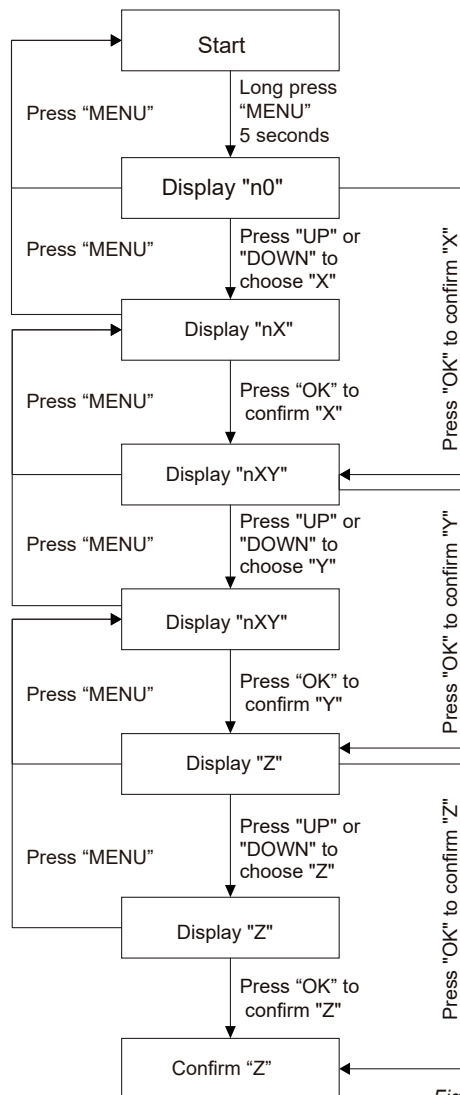 Start
Press “MENU”
Long press
“MENU”
5 seconds
Display "n0"
Press “MENU”
Press "UP" or
"DOWN" to
choose "X"
Press "OK" to confirm "X"
Display "nX"
Press “MENU”
Press “OK” to
confirm "X"
Display "nXY"
Press “MENU”
Press "UP" or
"DOWN" to
choose "Y"
Press "OK" to confirm "Y"
Display "nXY"
Press “MENU”
Press “OK” to
confirm "Y"
Display "Z"
Press “MENU”
Press "UP" or
"DOWN" to
choose "Z"
Press "OK" to confirm "Z"
Display "Z"
Press “OK” to
confirm "Z"
Confirm “Z”